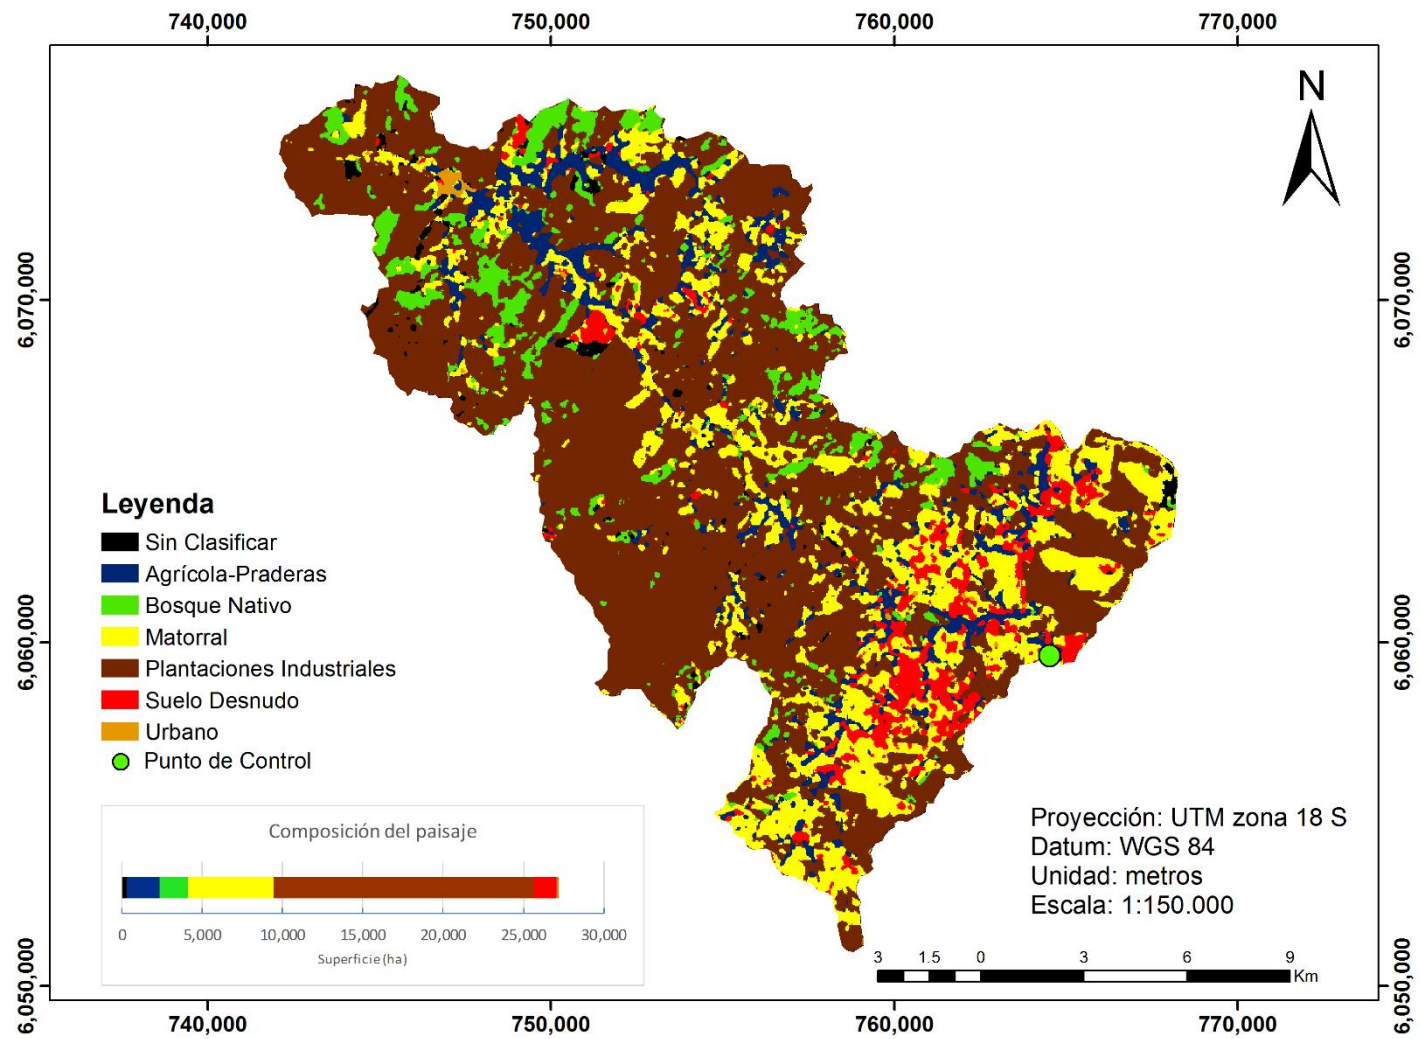 740,000 750,000 760,000 770,000
N
6,070,000
6,070,000
Leyenda
Sin Clasificar
Agrícola-Praderas
Bosque Nativo
Matorral
Plantaciones Industriales
Suelo Desnudo
Urbano
Punto de Control
6,060,000
6,060,000
Composición del paisaje
0 5,000 10,000 15,000 20,000 25,000 30,000
Superficie (ha)
Proyección: UTM zona 18 S
Datum: WGS 84
Unidad: metros
Escala: 1:150.000
3 1.5 0 3 6 9
Km
6,050,000
6,050,000
740,000 750,000 760,000 770,000